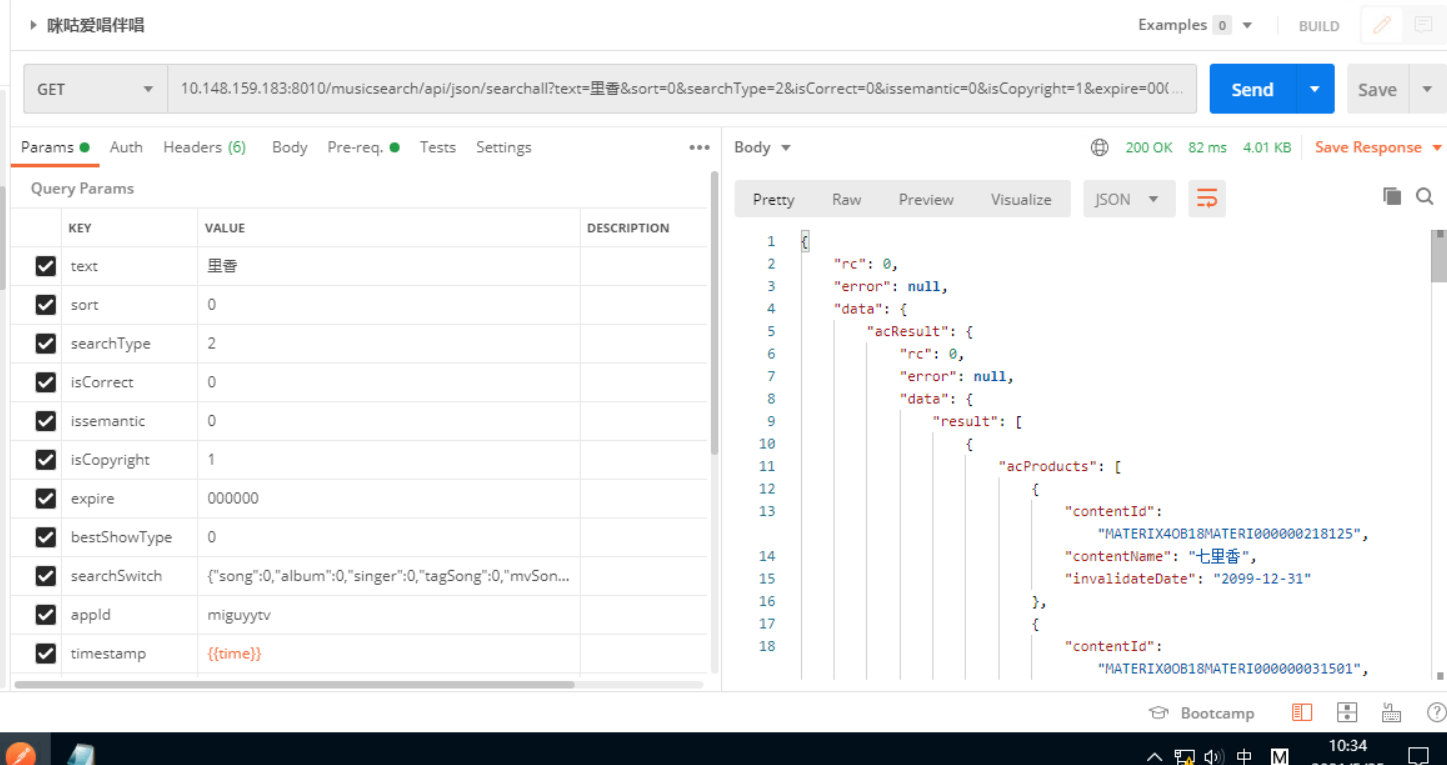 咪咕爱唱伴唱
Examples 0
BUILD
GET
10.148.159.183:8010/musicsearch/api/json/searchall?text=里香&sort=0&searchType=2&isCorrect=0&issemantic=0&isCopyright=1&expire=00(...
Send
Save
Params
Auth
Headers (6)
Body
Pre-req.
Tests
Settings
Query Params
KEY VALUE DESCRIPTION
text 里香
sort 0
searchType 2
isCorrect 0
issemantic 0
isCopyright 1
expire 000000
bestShowType 0
searchSwitch {"song":0,"album":0,"singer":0,"tagSong":0,"mvSon...
appId miguyytv
timestamp {{time}}
Body
200 OK 82 ms 4.01 KB Save Response
Pretty Raw Preview Visualize JSON
1 {
2 "rc": 0,
3 "error": null,
4 "data": {
5 "acResult": {
6 "rc": 0,
7 "error": null,
8 "data": {
9 "result": [
10 {
11 "acProducts": [
12 {
13 "contentId":
"MATERIX4OB18MATERI000000218125",
14 "contentName": "七里香",
15 "invalidateDate": "2099-12-31"
16 },
17 {
18 "contentId":
"MATERIX0OB18MATERI000000031501",
Bootcamp
中 M 10:34